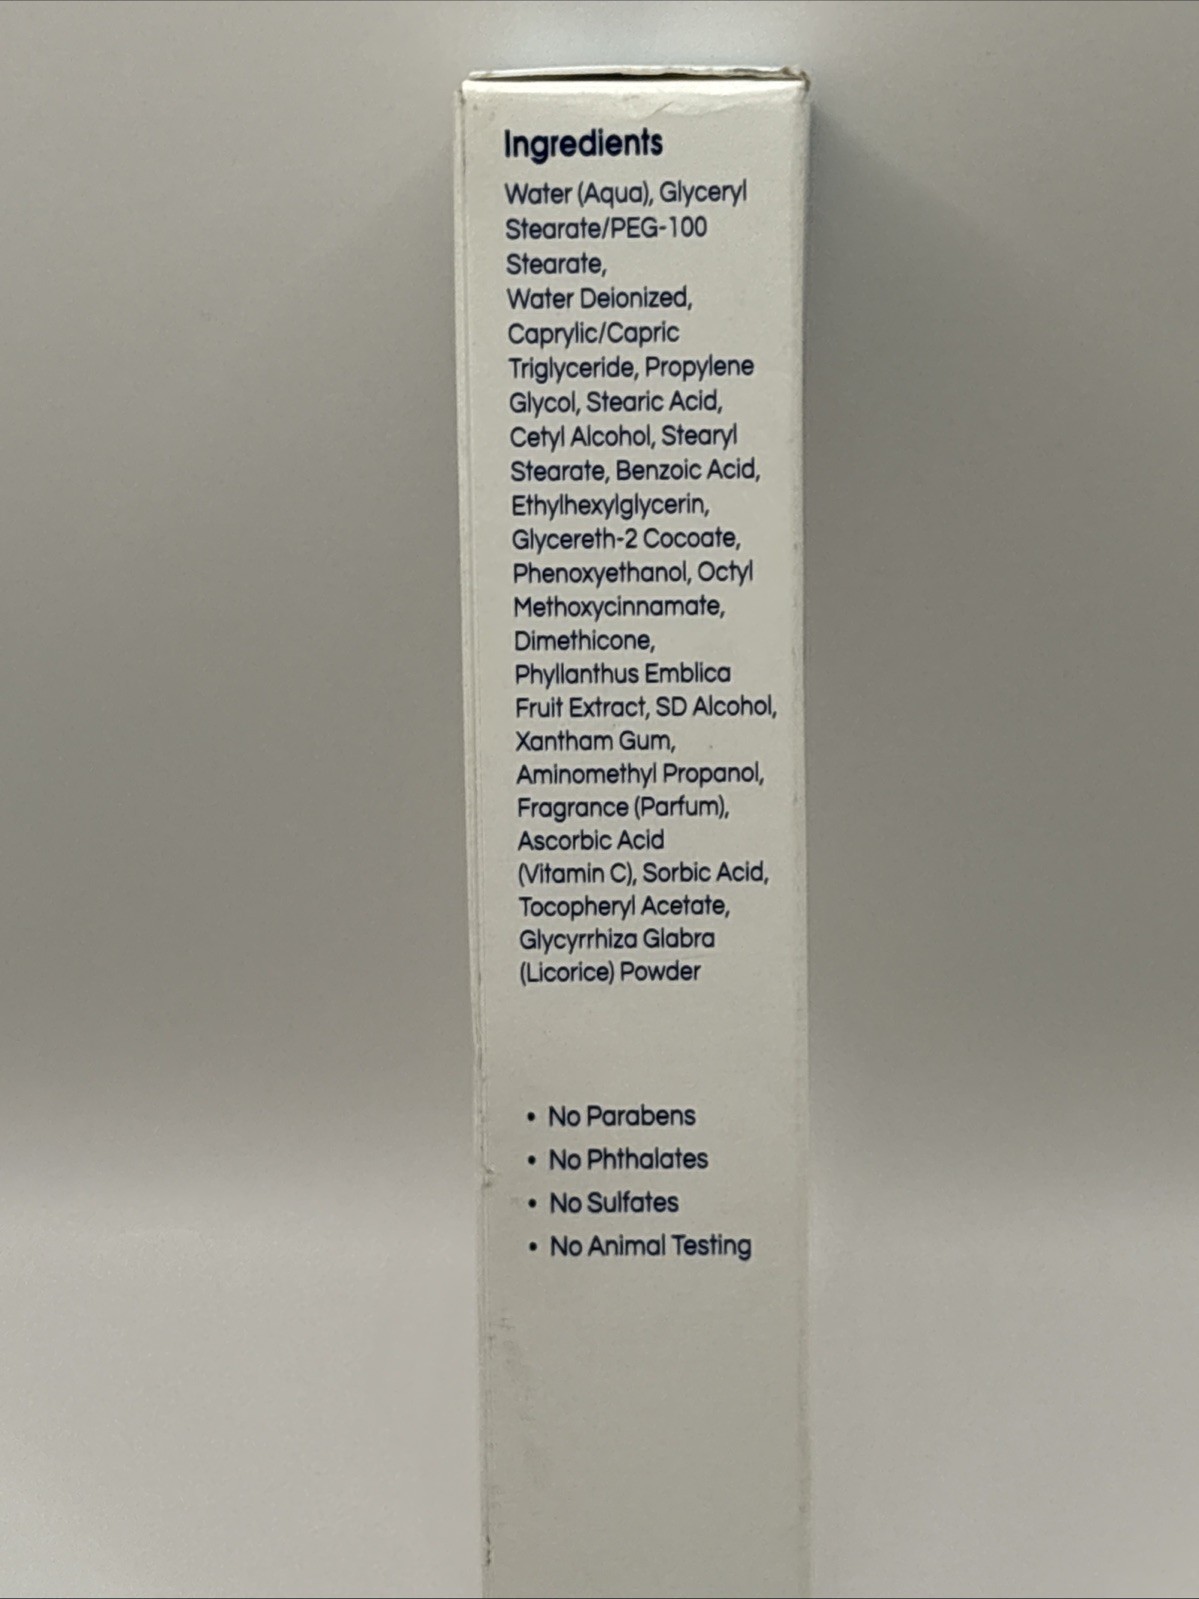 Ingredients
Water (Aqua), Glyceryl
Stearate/PEG-100
Stearate,
Water Deionized,
Caprylic/Capric
Triglyceride, Propylene
Glycol, Stearic Acid,
Cetyl Alcohol, Stearyl
Stearate, Benzoic Acid,
Ethylhexylglycerin,
Glycereth-2 Cocoate,
Phenoxyethanol, Octyl
Methoxycinnamate,
Dimethicone,
Phyllanthus Emblica
Fruit Extract, SD Alcohol,
Xantham Gum,
Aminomethyl Propanol,
Fragrance (Parfum),
Ascorbic Acid
(Vitamin C), Sorbic Acid,
Tocopheryl Acetate,
Glycyrrhiza Glabra
(Licorice) Powder
• No Parabens
• No Phthalates
• No Sulfates
• No Animal Testing